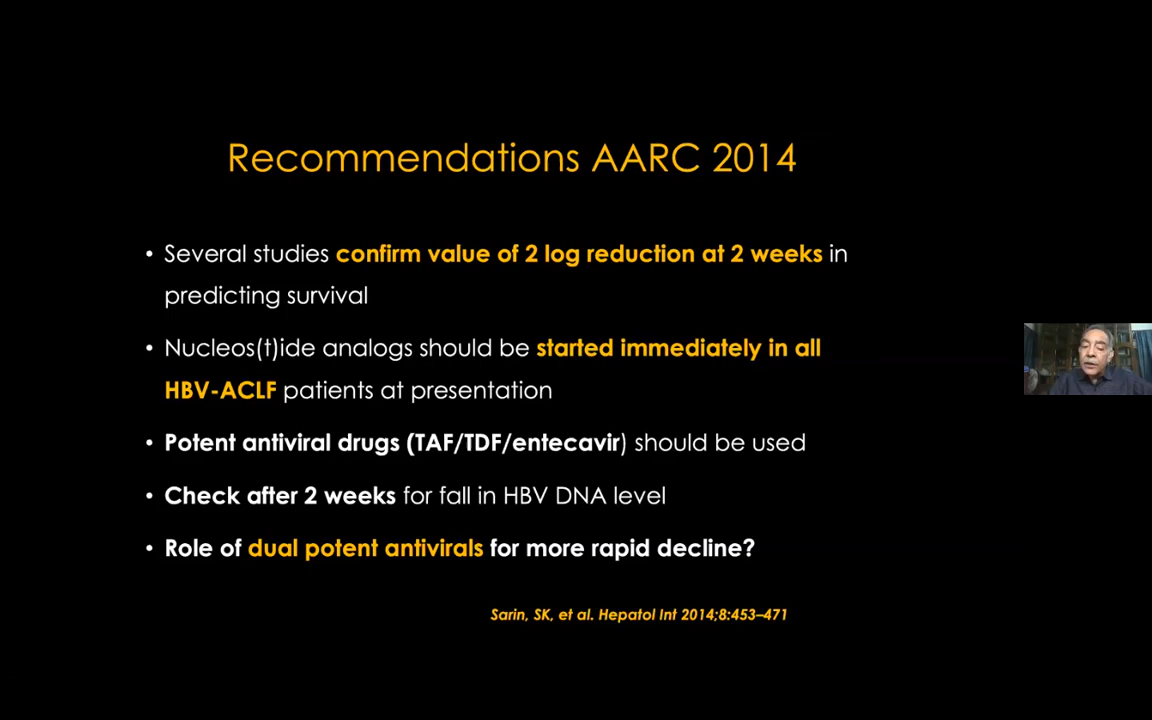 Recommendations AARC 2014
• Several studies confirm value of 2 log reduction at 2 weeks in
predicting survival
• Nucleos(t)ide analogs should be started immediately in all
HBV-ACLF patients at presentation
• Potent antiviral drugs (TAF/TDF/entecavir) should be used
• Check after 2 weeks for fall in HBV DNA level
• Role of dual potent antivirals for more rapid decline?
Sarin, SK, et al. Hepatol Int 2014;8:453–471